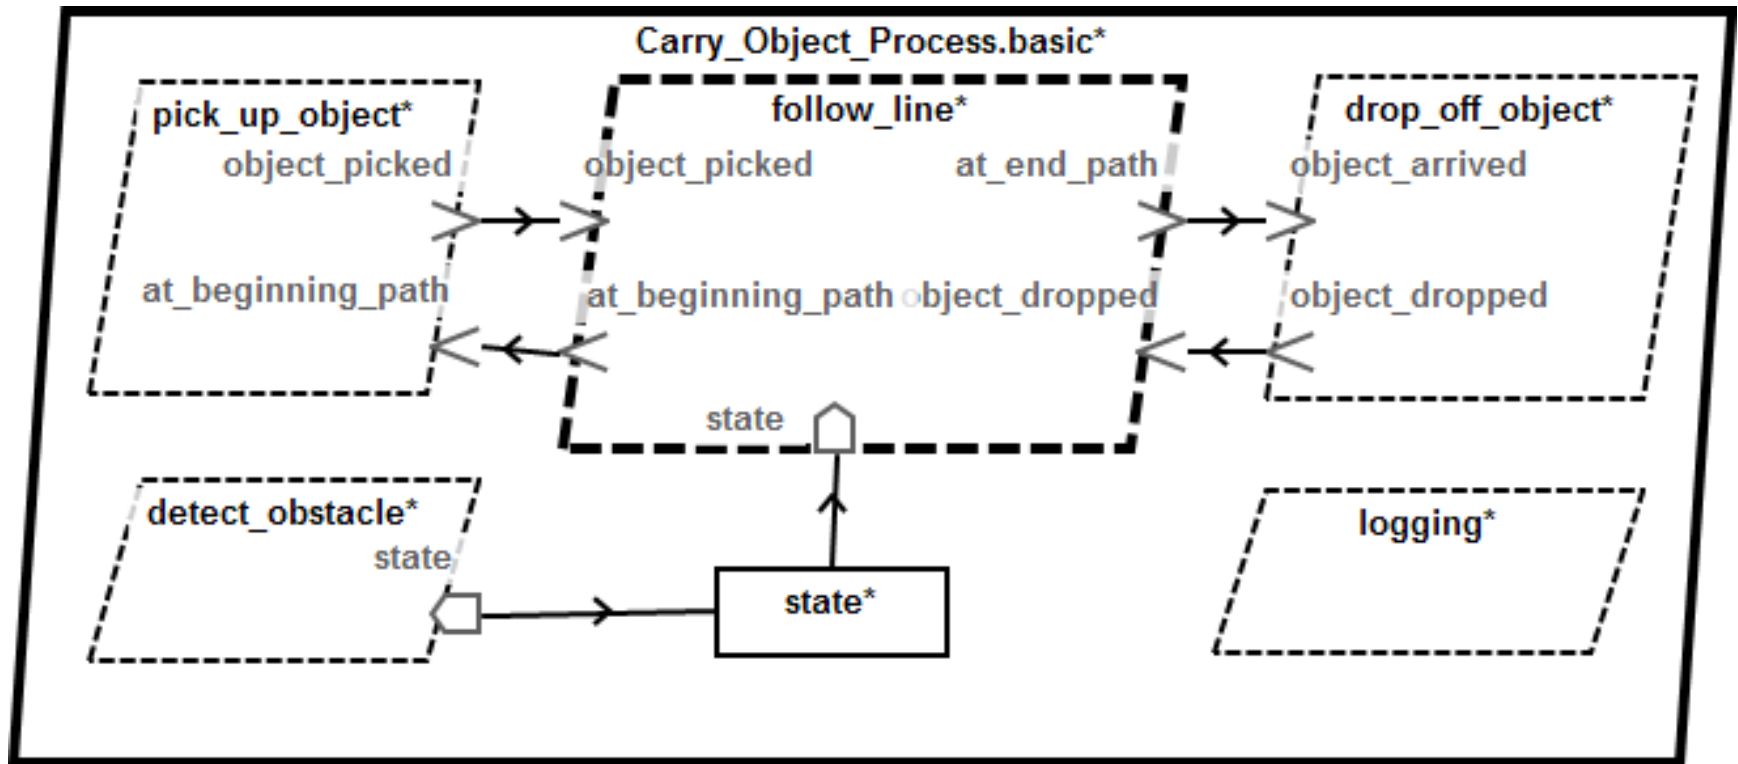 Carry_Object_Process.basic*
pick_up_object*
object_picked
at_beginning_path
follow_line*
object_picked
at_end_path
at_beginning_path
object_dropped
state
drop_off_object*
object_arrived
object_dropped
detect_obstacle*
state
state*
logging*